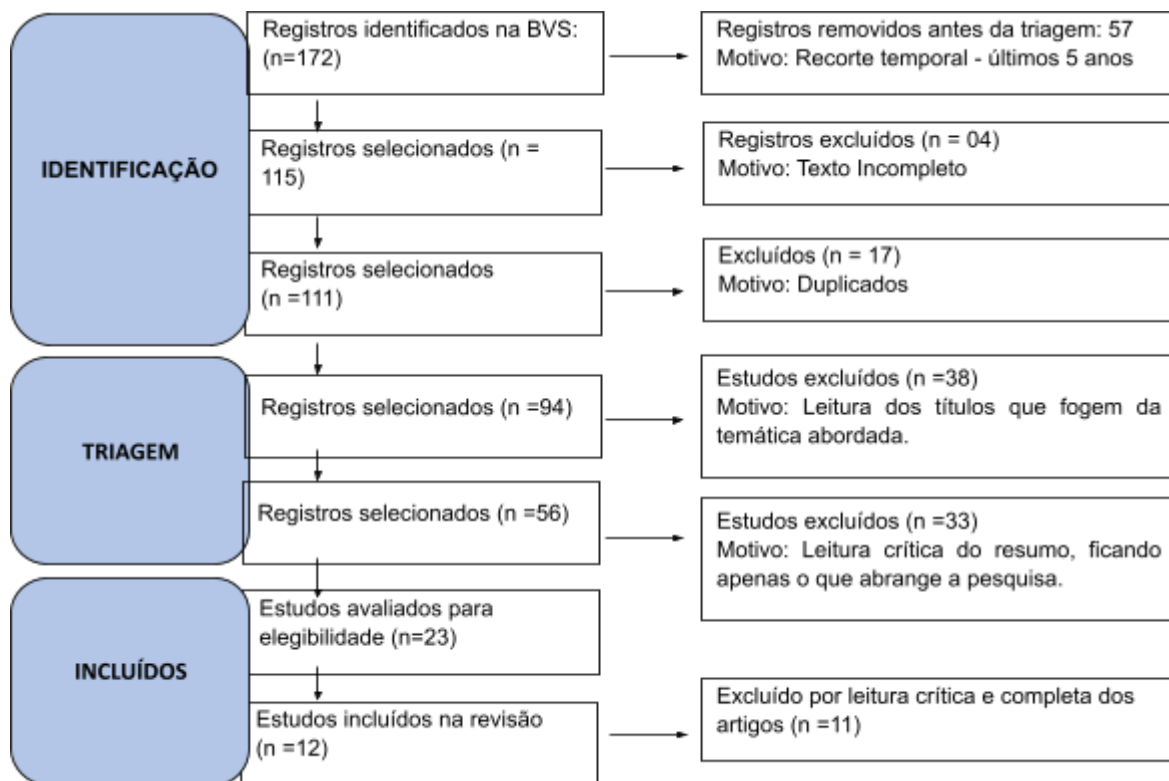 IDENTIFICAÇÃO
Registros identificados na BVS:
(n=172)
Registros removidos antes da triagem: 57
Motivo: Recorte temporal - últimos 5 anos
Registros selecionados (n =
115)
Registros excluídos (n = 04)
Motivo: Texto Incompleto
Registros selecionados
(n =111)
Excluídos (n = 17)
Motivo: Duplicados
TRIAGEM
Registros selecionados (n =94)
Estudos excluídos (n =38)
Motivo: Leitura dos títulos que fogem da
temática abordada.
Registros selecionados (n =56)
Estudos excluídos (n =33)
Motivo: Leitura crítica do resumo, ficando
apenas o que abrange a pesquisa.
INCLUÍDOS
Estudos avaliados para
elegibilidade (n=23)
Estudos incluídos na revisão
(n =12)
Excluído por leitura crítica e completa dos
artigos (n =11)